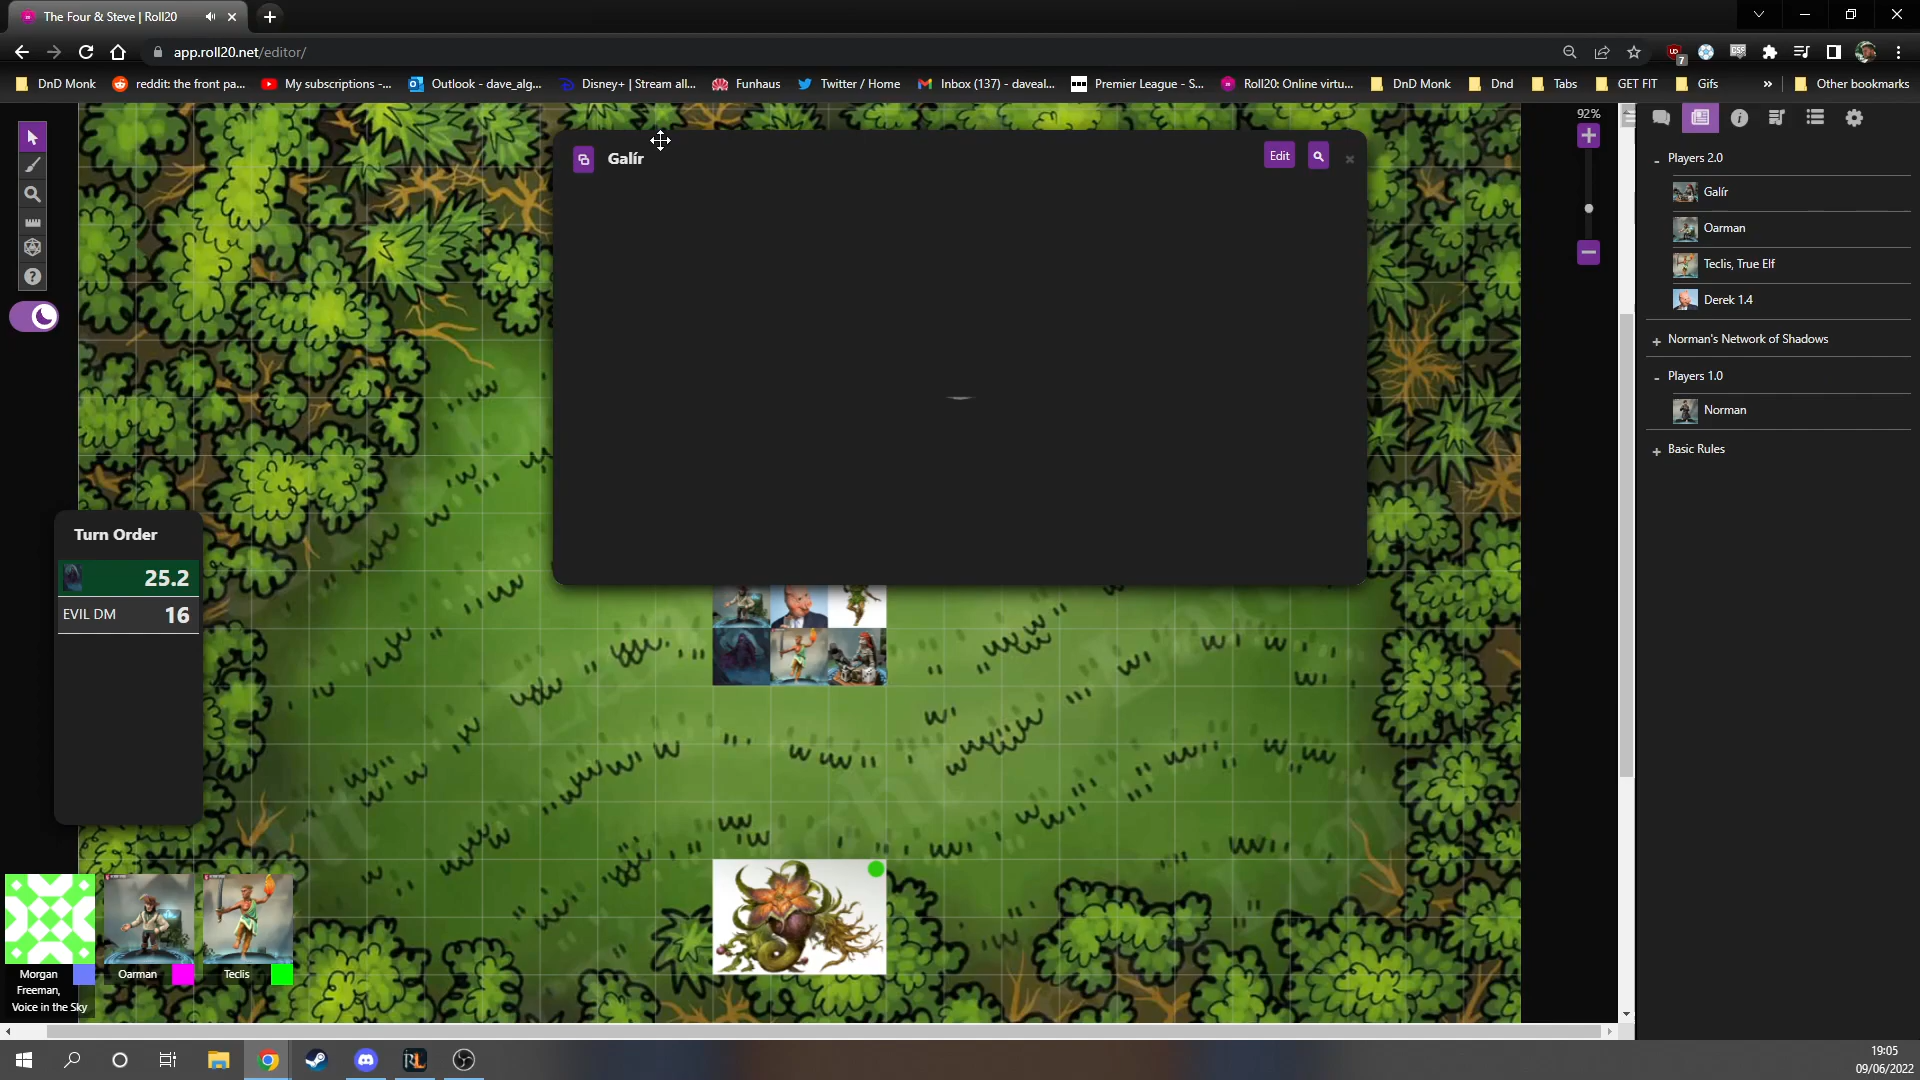 The Four & Steve | Roll20
app.roll20.net/editor/
7
DnD Monk
reddit: the front pa...
My subscriptions -...
Outlook - dave_alg...
Disney+ | Stream all...
Funhaus
Twitter / Home
Inbox (137) - daveal...
Premier League - S...
Roll20: Online virtu...
DnD Monk
Dnd
Tabs
GET FIT
Gifs
»
Other bookmarks
92%
Galír
Edit
Players 2.0
Galír
Oarman
Teclis, True Elf
Derek 1.4
Norman's Network of Shadows
Players 1.0
Norman
Basic Rules
Turn Order
25.2
EVIL DM 16
Morgan
Freeman,
Voice in the Sky
Oarman
Teclis
19:05
09/06/2022